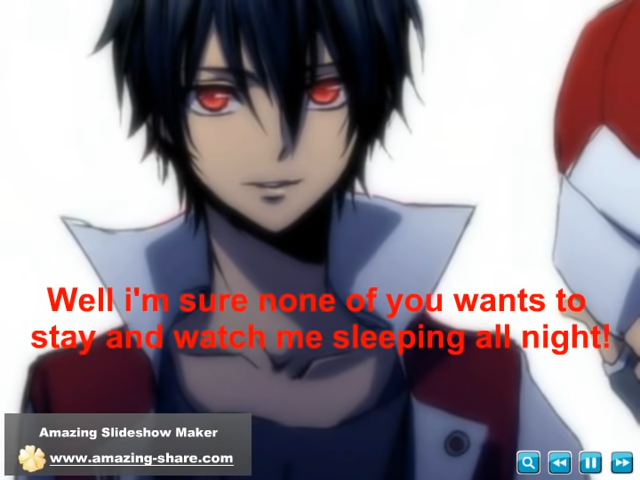 Well i'm sure none of you wants to
stay and watch me sleeping all night!
Amazing Slideshow Maker
www.amazing-share.com